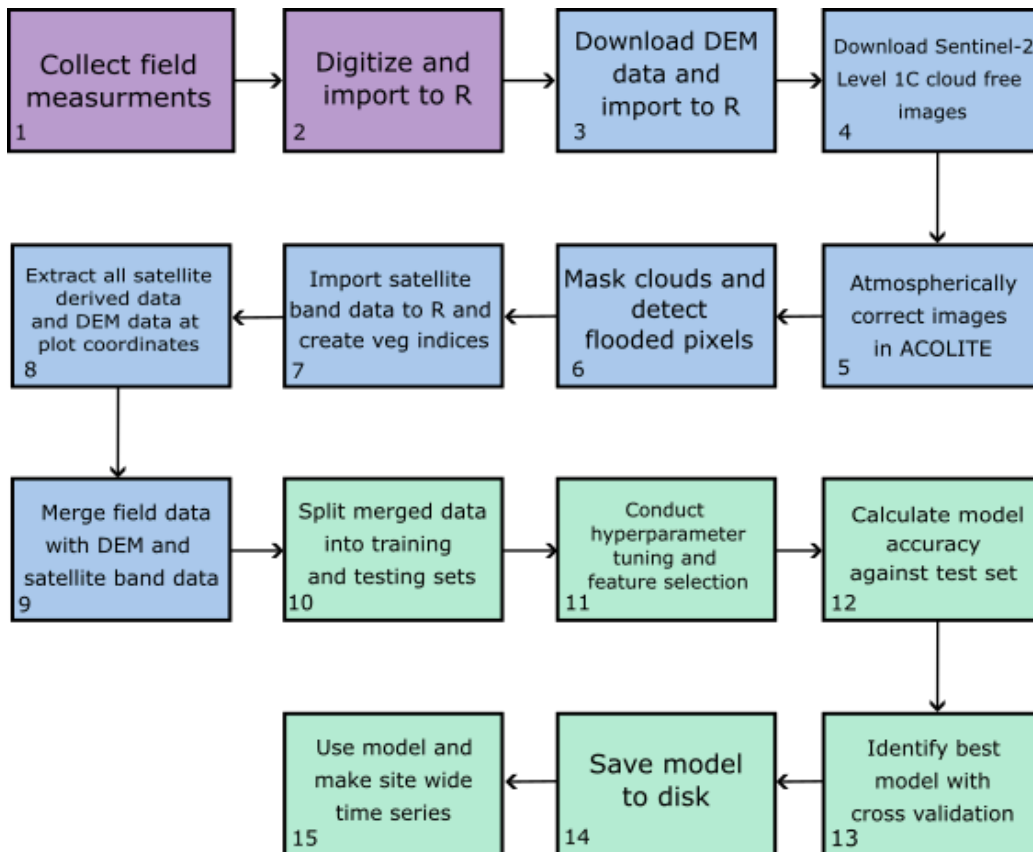 Collect field
measurments
1
Digitize and
import to R
2
Download DEM
data and
import to R
3
Download Sentinel-2
Level 1C cloud free
images
4
Atmospherically
correct images
in ACOLITE
5
Mask clouds and
detect
flooded pixels
6
Import satellite
band data to R and
create veg indices
7
Extract all satellite
derived data
and DEM data at
plot coordinates
8
Merge field data
with DEM and
satellite band data
9
Split merged data
into training
and testing sets
10
Conduct
hyperparameter
tuning and
feature selection
11
Calculate model
accuracy
against test set
12
Identify best
model with
cross validation
13
Save model
to disk
14
Use model and
make site wide
time series
15